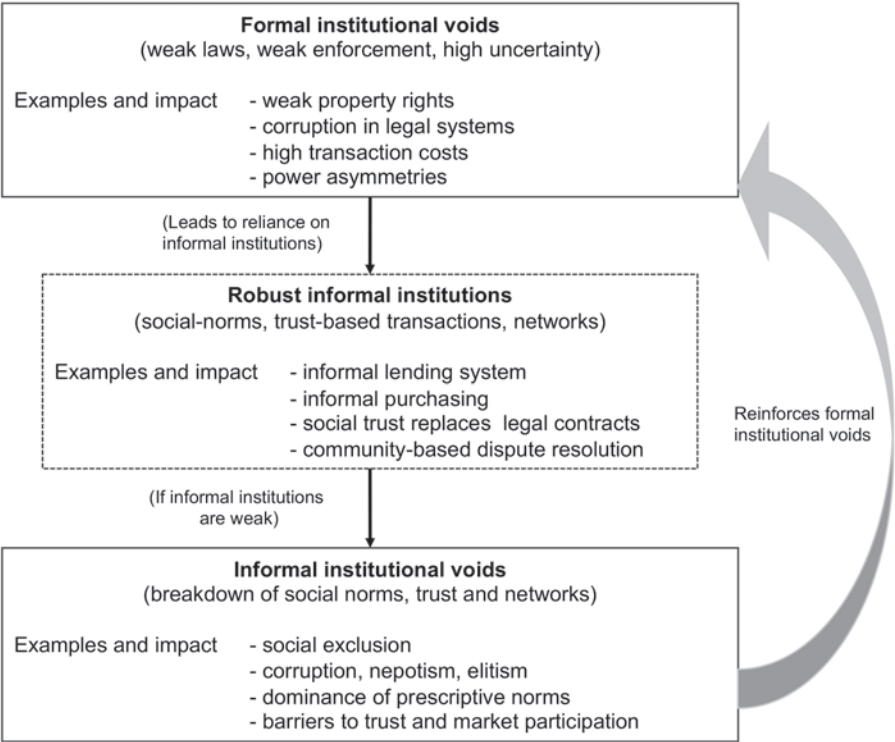 Formal institutional voids
(weak laws, weak enforcement, high uncertainty)
Examples and impact - weak property rights
- corruption in legal systems
- high transaction costs
- power asymmetries
(Leads to reliance on
informal institutions)
Robust informal institutions
(social-norms, trust-based transactions, networks)
Examples and impact - informal lending system
- informal purchasing
- social trust replaces legal contracts
- community-based dispute resolution
Reinforces formal
institutional voids
(If informal institutions
are weak)
Informal institutional voids
(breakdown of social norms, trust and networks)
Examples and impact - social exclusion
- corruption, nepotism, elitism
- dominance of prescriptive norms
- barriers to trust and market participation